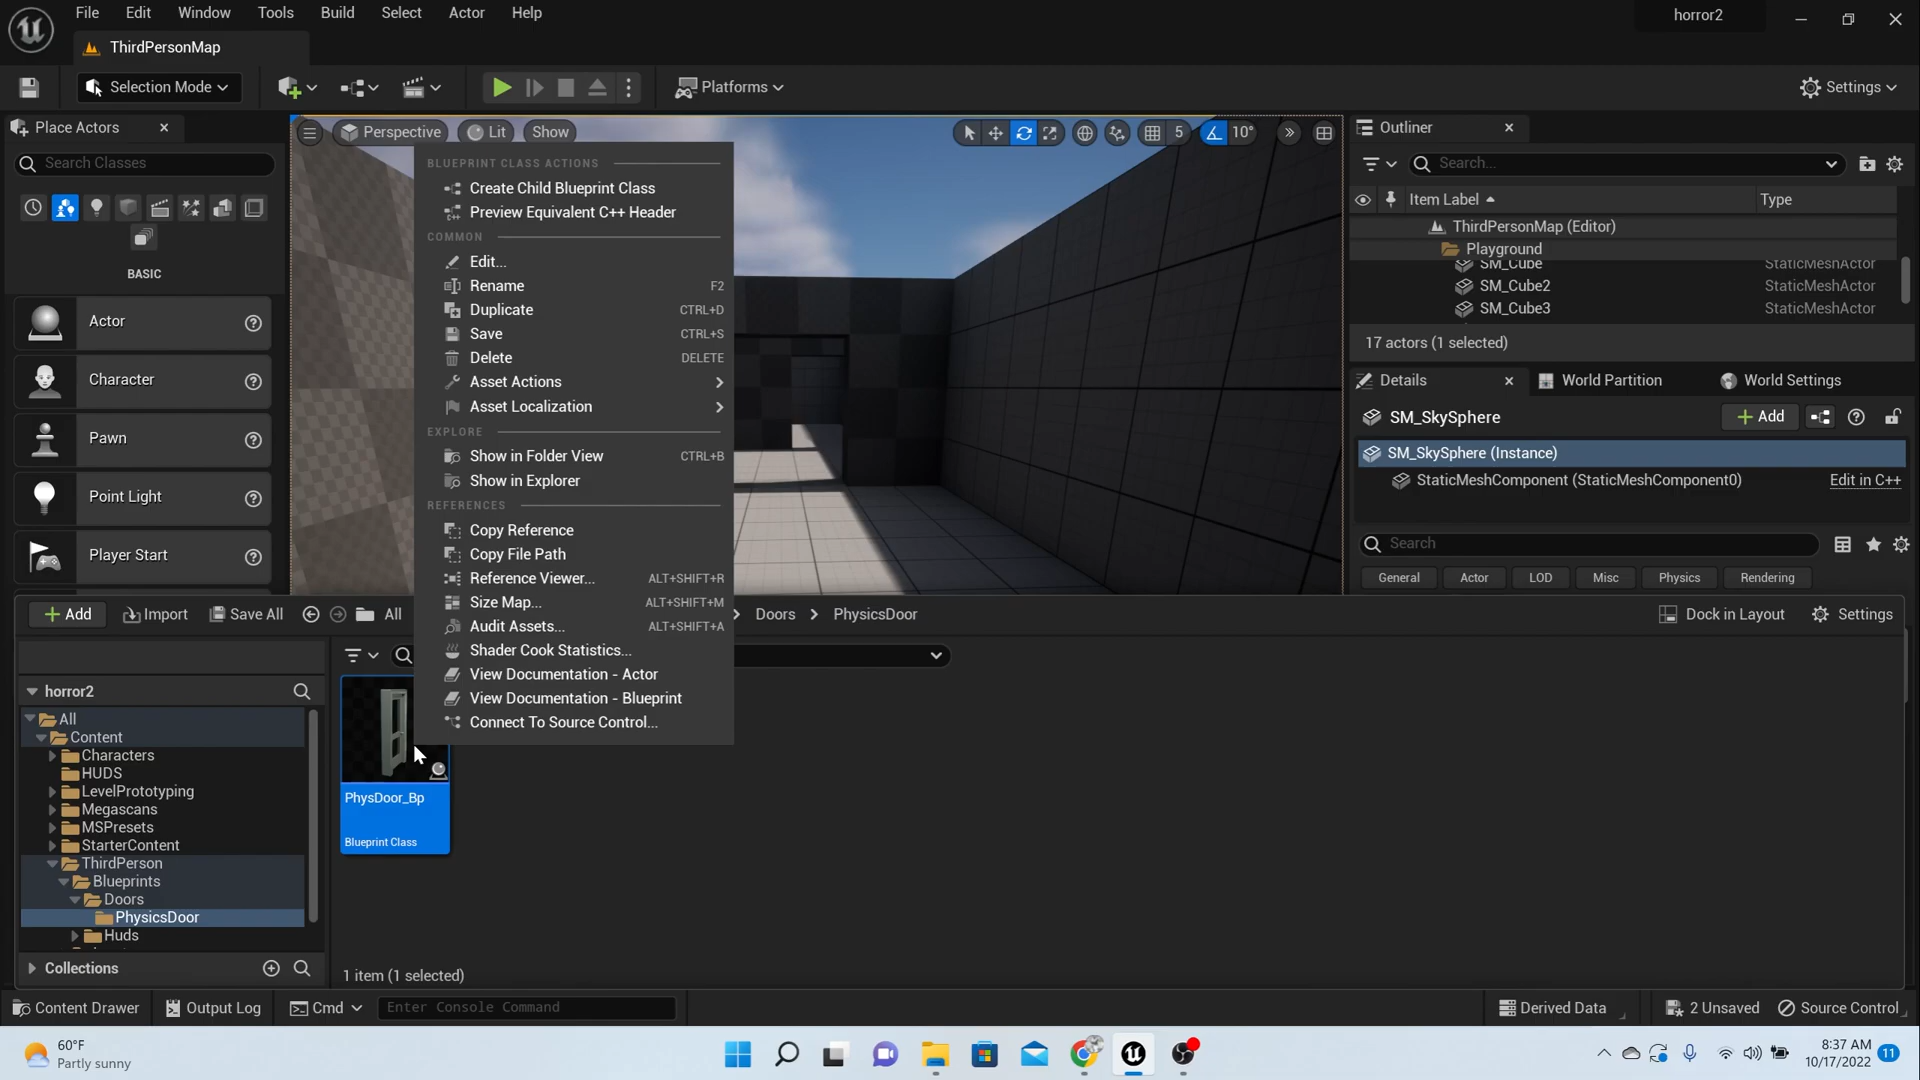 File Edit Window Tools Build Select Actor Help
horror2
ThirdPersonMap
Selection Mode
Platforms
Settings
Place Actors
Search Classes
BASIC
Actor
Character
Pawn
Point Light
Player Start
Perspective Lit Show
5 10°
BLUEPRINT CLASS ACTIONS
Create Child Blueprint Class
Preview Equivalent C++ Header
COMMON
Edit...
Rename F2
Duplicate CTRL+D
Save CTRL+S
Delete DELETE
Asset Actions
Asset Localization
EXPLORE
Show in Folder View CTRL+B
Show in Explorer
REFERENCES
Copy Reference
Copy File Path
Reference Viewer... ALT+SHIFT+R
Size Map... ALT+SHIFT+M
Audit Assets... ALT+SHIFT+A
Shader Cook Statistics...
View Documentation - Actor
View Documentation - Blueprint
Connect To Source Control...
Outliner
Search...
Item Label Type
ThirdPersonMap (Editor)
Playground
SM_Cube StaticMeshActor
SM_Cube2 StaticMeshActor
SM_Cube3 StaticMeshActor
17 actors (1 selected)
Details World Partition World Settings
SM_SkySphere Add
SM_SkySphere (Instance)
StaticMeshComponent (StaticMeshComponent0) Edit in C++
Search
General Actor LOD Misc Physics Rendering
Add Import Save All All Doors PhysicsDoor Dock in Layout Settings
horror2
All
Content
Characters
HUDS
LevelPrototyping
Megascans
MSPresets
StarterContent
ThirdPerson
Blueprints
Doors
PhysicsDoor
Huds
Collections
PhysDoor_Bp
Blueprint Class
1 item (1 selected)
Content Drawer Output Log Cmd Enter Console Command Derived Data 2 Unsaved Source Control
60°F
Partly sunny
8:37 AM
10/17/2022
11